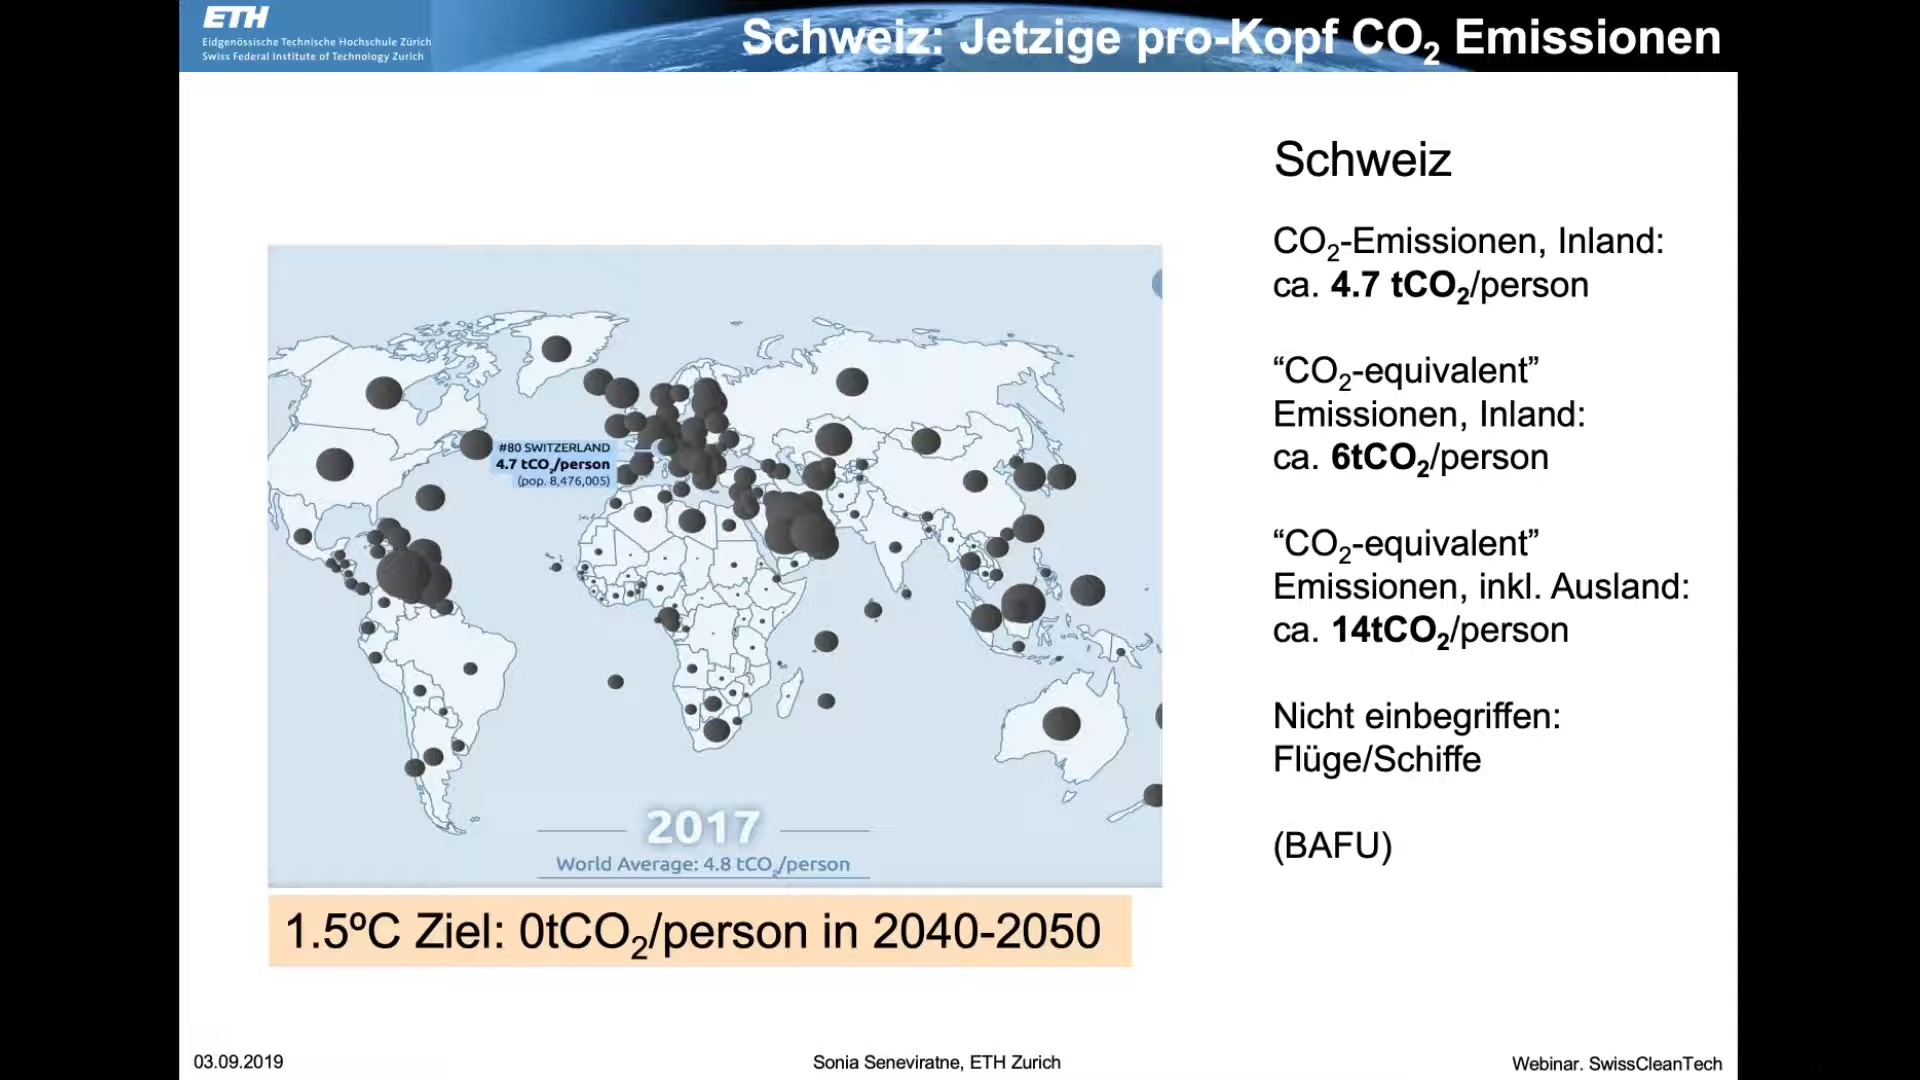 ETH
Eidgenössische Technische Hochschule Zürich
Swiss Federal Institute of Technology Zurich
Schweiz: Jetzige pro-Kopf CO₂ Emissionen
#80 SWITZERLAND
4.7 tCO₂/person
(pop. 8,476,005)
2017
World Average: 4.8 tCO₂/person
1.5ºC Ziel: 0tCO₂/person in 2040-2050
Schweiz
CO₂-Emissionen, Inland:
ca. 4.7 tCO₂/person
“CO₂-equivalent”
Emissionen, Inland:
ca. 6tCO₂/person
“CO₂-equivalent”
Emissionen, inkl. Ausland:
ca. 14tCO₂/person
Nicht einbegriffen:
Flüge/Schiffe
(BAFU)
03.09.2019
Sonia Seneviratne, ETH Zurich
Webinar. SwissCleanTech